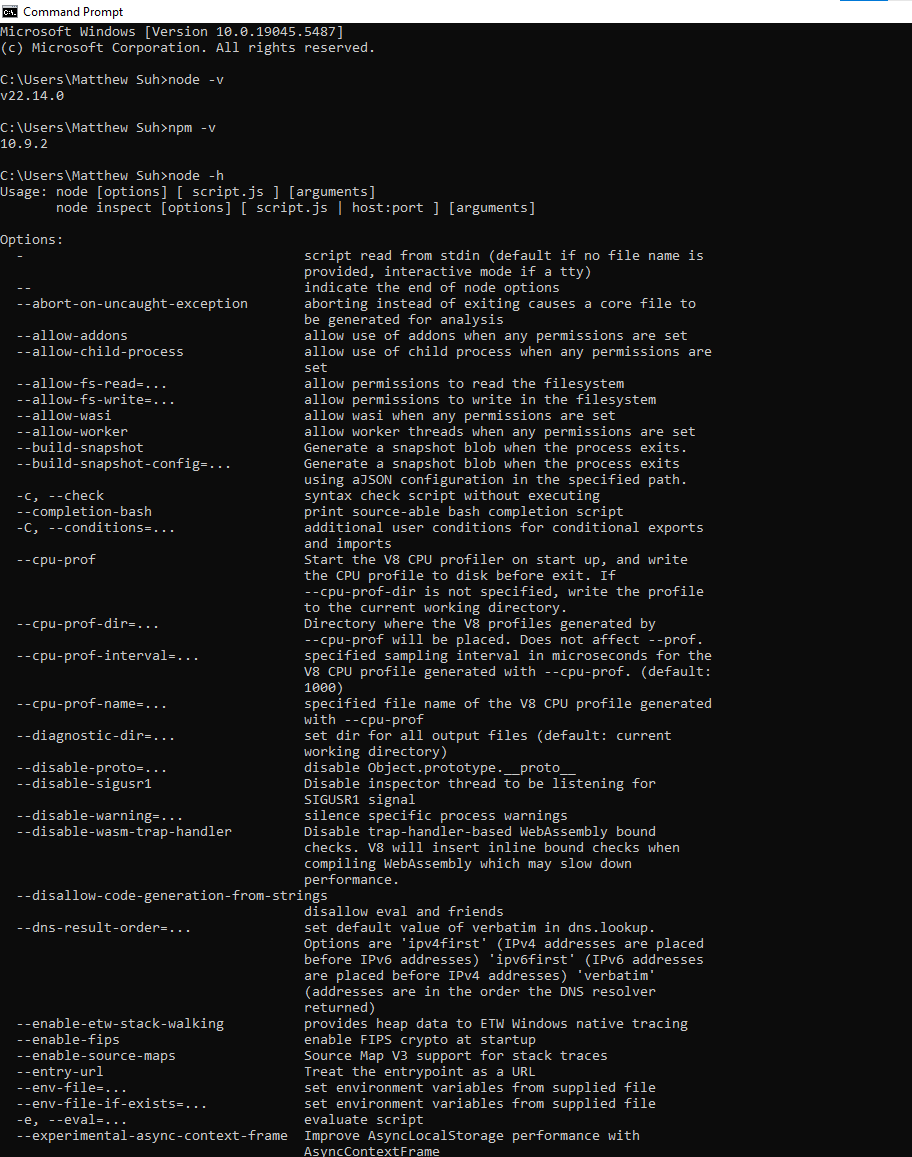 Command Prompt
Microsoft Windows [Version 10.0.19045.5487]
(c) Microsoft Corporation. All rights reserved.
C:\Users\Matthew Suh>node -v
v22.14.0
C:\Users\Matthew Suh>npm -v
10.9.2
C:\Users\Matthew Suh>node -h
Usage: node [options] [ script.js ] [arguments]
       node inspect [options] [ script.js | host:port ] [arguments]
Options:
  -                                   script read from stdin (default if no file name is
                                      provided, interactive mode if a tty)
  --                                  indicate the end of node options
  --abort-on-uncaught-exception       aborting instead of exiting causes a core file to
                                      be generated for analysis
  --allow-addons                      allow use of addons when any permissions are set
  --allow-child-process               allow use of child process when any permissions are
                                      set
  --allow-fs-read=...                 allow permissions to read the filesystem
  --allow-fs-write=...                allow permissions to write in the filesystem
  --allow-wasi                        allow wasi when any permissions are set
  --allow-worker                      allow worker threads when any permissions are set
  --build-snapshot                    Generate a snapshot blob when the process exits.
  --build-snapshot-config=...         Generate a snapshot blob when the process exits
                                      using aJSON configuration in the specified path.
  -c, --check                         syntax check script without executing
  --completion-bash                   print source-able bash completion script
  -C, --conditions=...                additional user conditions for conditional exports
                                      and imports
  --cpu-prof                          Start the V8 CPU profiler on start up, and write
                                      the CPU profile to disk before exit. If
                                      --cpu-prof-dir is not specified, write the profile
                                      to the current working directory.
  --cpu-prof-dir=...                  Directory where the V8 profiles generated by
                                      --cpu-prof will be placed. Does not affect --prof.
  --cpu-prof-interval=...             specified sampling interval in microseconds for the
                                      V8 CPU profile generated with --cpu-prof. (default:
                                      1000)
  --cpu-prof-name=...                 specified file name of the V8 CPU profile generated
                                      with --cpu-prof
  --diagnostic-dir=...                set dir for all output files (default: current
                                      working directory)
  --disable-proto=...                 disable Object.prototype.__proto__
  --disable-sigusr1                   Disable inspector thread to be listening for
                                      SIGUSR1 signal
  --disable-warning=...               silence specific process warnings
  --disable-wasm-trap-handler         Disable trap-handler-based WebAssembly bound
                                      checks. V8 will insert inline bound checks when
                                      compiling WebAssembly which may slow down
                                      performance.
  --disallow-code-generation-from-strings
                                      disallow eval and friends
  --dns-result-order=...              set default value of verbatim in dns.lookup.
                                      Options are 'ipv4first' (IPv4 addresses are placed
                                      before IPv6 addresses) 'ipv6first' (IPv6 addresses
                                      are placed before IPv4 addresses) 'verbatim'
                                      (addresses are in the order the DNS resolver
                                      returned)
  --enable-etw-stack-walking          provides heap data to ETW Windows native tracing
  --enable-fips                       enable FIPS crypto at startup
  --enable-source-maps                Source Map V3 support for stack traces
  --entry-url                         Treat the entrypoint as a URL
  --env-file=...                      set environment variables from supplied file
  --env-file-if-exists=...            set environment variables from supplied file
  -e, --eval=...                      evaluate script
  --experimental-async-context-frame  Improve AsyncLocalStorage performance with
                                      AsyncContextFrame